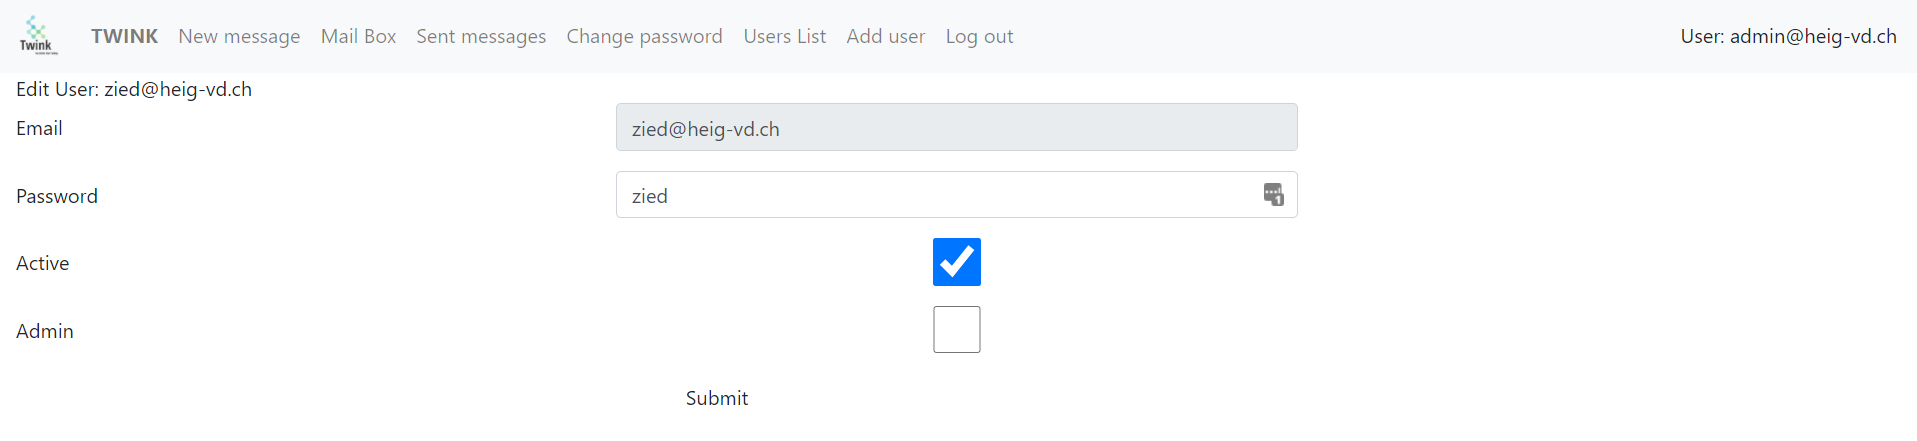 Twink
TWINK New message Mail Box Sent messages Change password Users List Add user Log out User: admin@heig-vd.ch
Edit User: zied@heig-vd.ch
Email zied@heig-vd.ch
Password zied
Active
Admin
Submit